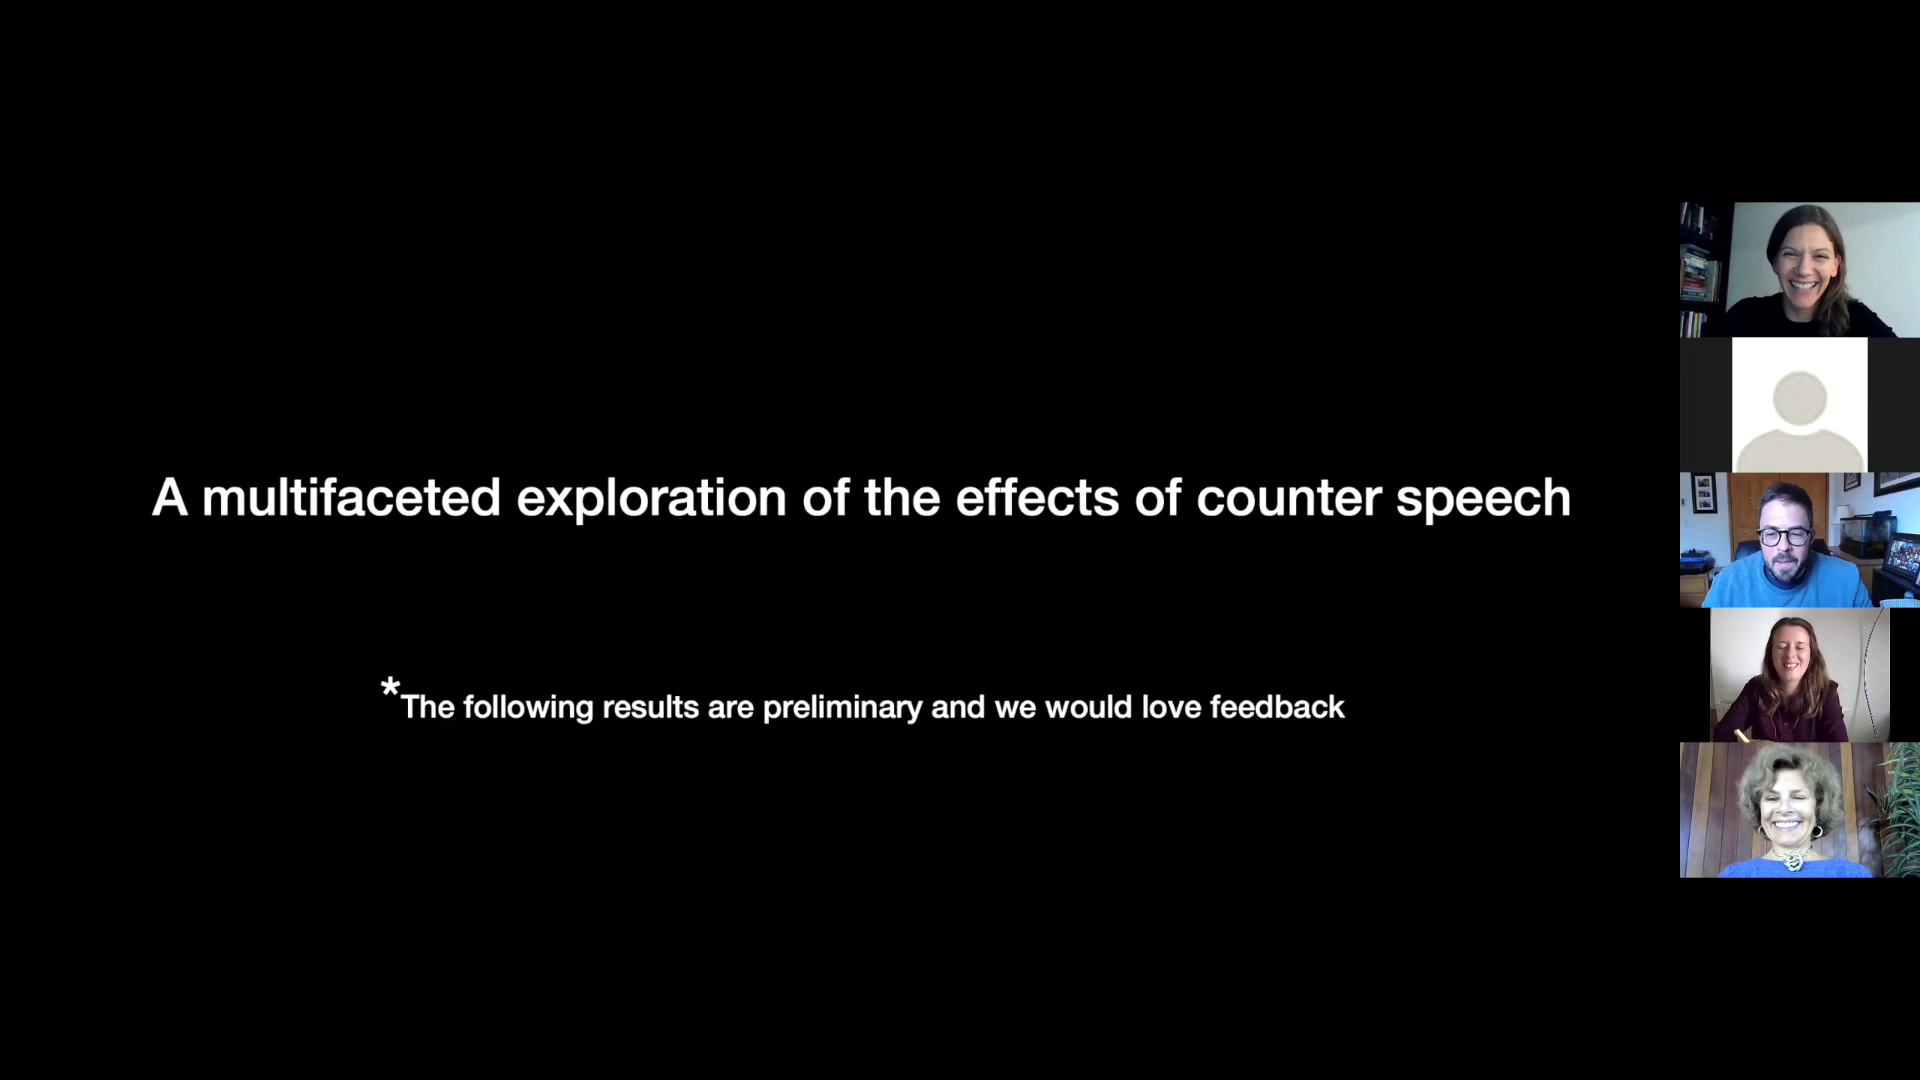 A multifaceted exploration of the effects of counter speech
*The following results are preliminary and we would love feedback